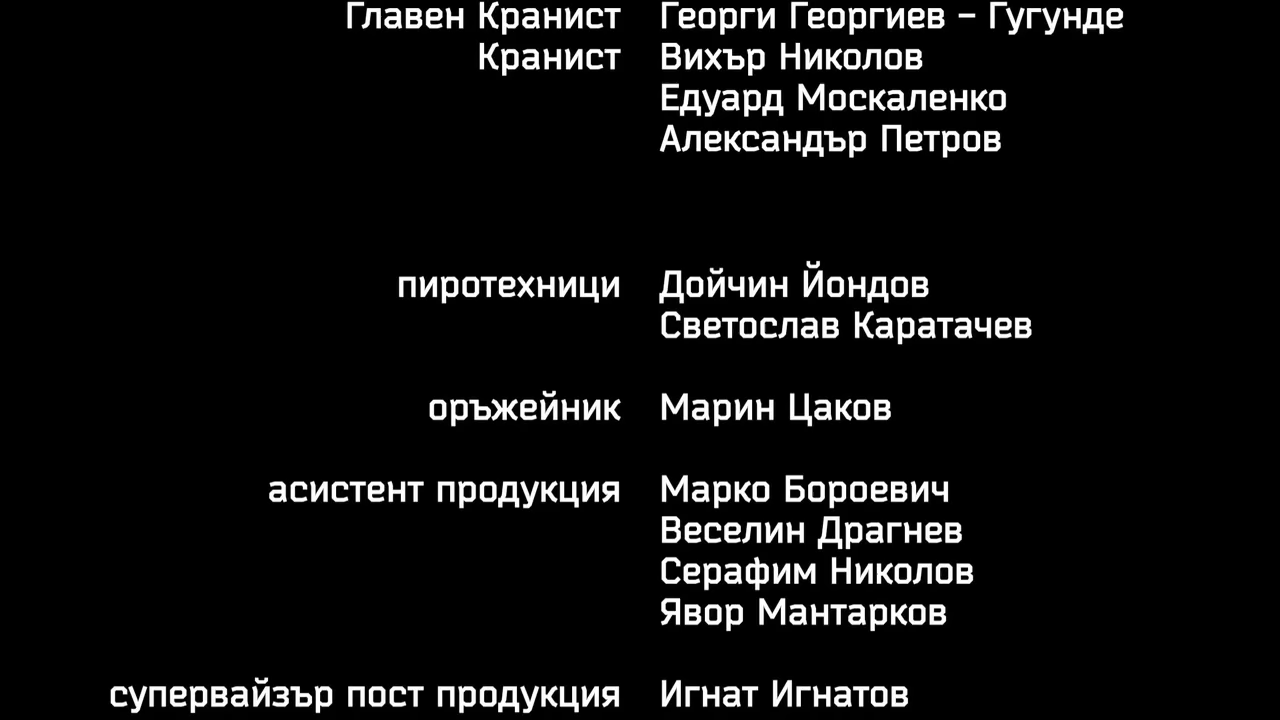 Главен Кранист Георги Георгиев – Гугунде
Кранист Вихър Николов
Едуард Москаленко
Александър Петров
пиротехници Дойчин Йондов
Светослав Каратачев
оръжейник Марин Цаков
асистент продукция Марко Бороевич
Веселин Драгнев
Серафим Николов
Явор Мантарков
супервайзър пост продукция Игнат Игнатов